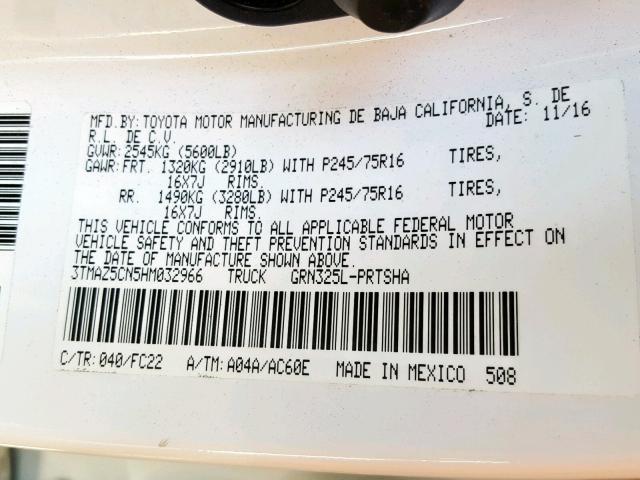 MFD.BY:TOYOTA MOTOR MANUFACTURING DE BAJA CALIFORNIA, S. DE
R.L. DE C.V. DATE: 11/16
GVWR:2545KG (5600LB)
GAWR:FRT. 1320KG (2910LB) WITH P245/75R16 TIRES,
16X7J RIMS.
RR. 1490KG (3280LB) WITH P245/75R16 TIRES,
16X7J RIMS.
THIS VEHICLE CONFORMS TO ALL APPLICABLE FEDERAL MOTOR
VEHICLE SAFETY AND THEFT PREVENTION STANDARDS IN EFFECT ON
THE DATE OF MANUFACTURE SHOWN ABOVE.
3TMAZ5CN5HM032966 TRUCK GRN325L-PRTSHA
C/TR:040/FC22 A/TM:A04A/AC60E MADE IN MEXICO 508